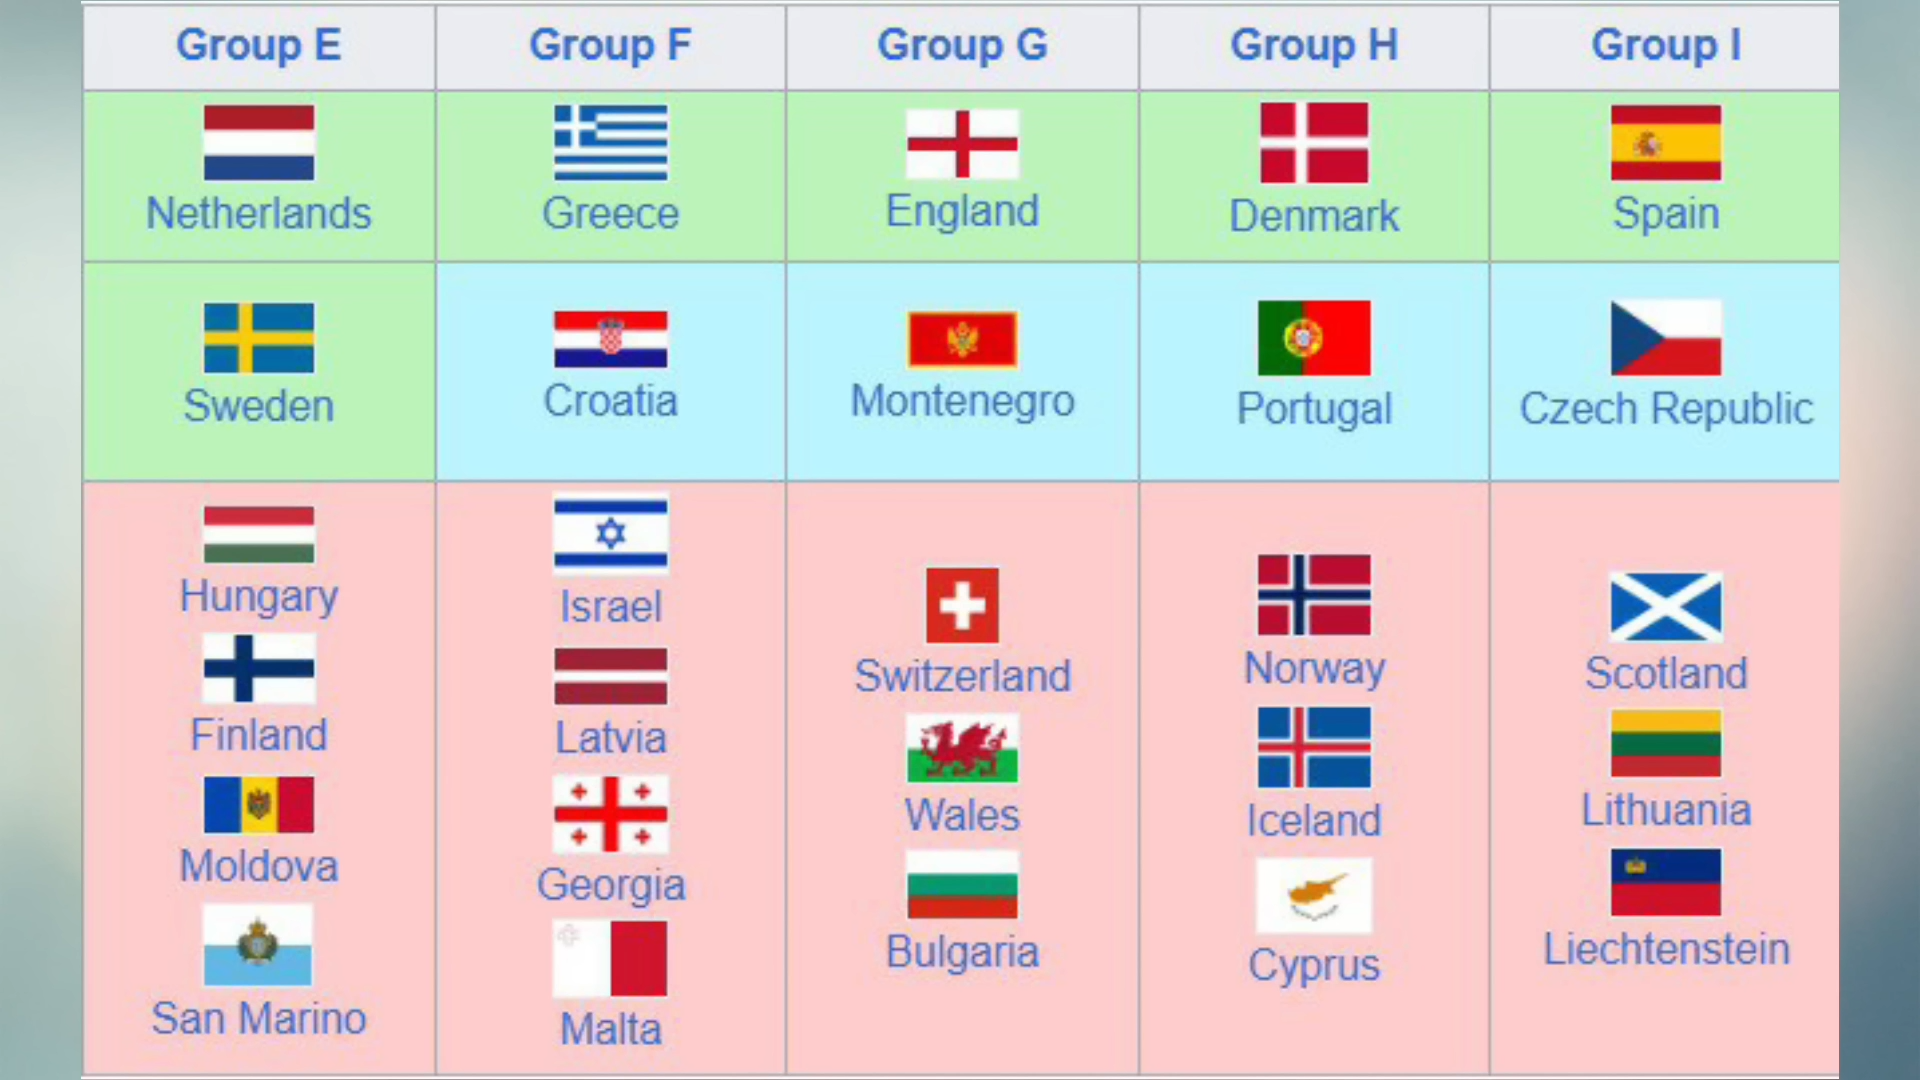 Group E
Group F
Group G
Group H
Group I
Netherlands
Greece
England
Denmark
Spain
Sweden
Croatia
Montenegro
Portugal
Czech Republic
Hungary
Finland
Moldova
San Marino
Israel
Latvia
Georgia
Malta
Switzerland
Wales
Bulgaria
Norway
Iceland
Cyprus
Scotland
Lithuania
Liechtenstein